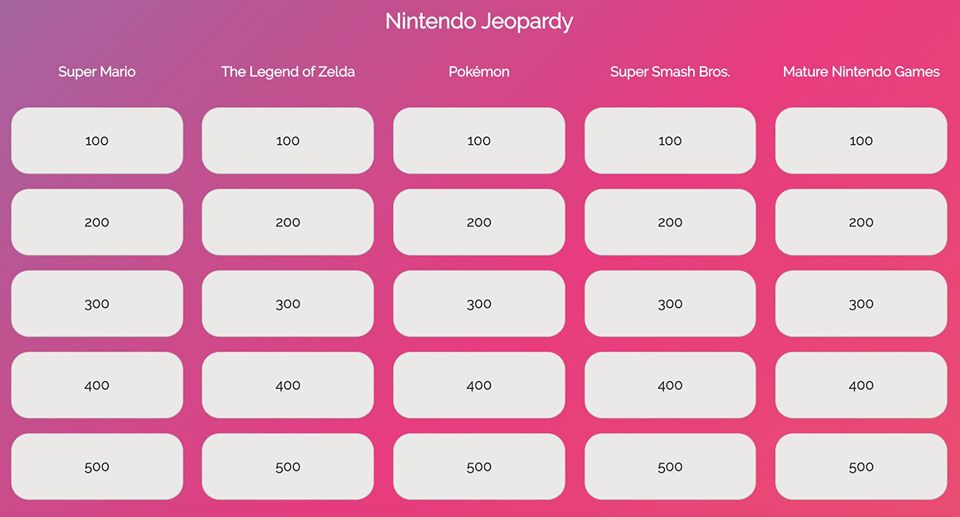 Nintendo Jeopardy
Super Mario The Legend of Zelda Pokémon Super Smash Bros. Mature Nintendo Games
100 100 100 100 100
200 200 200 200 200
300 300 300 300 300
400 400 400 400 400
500 500 500 500 500